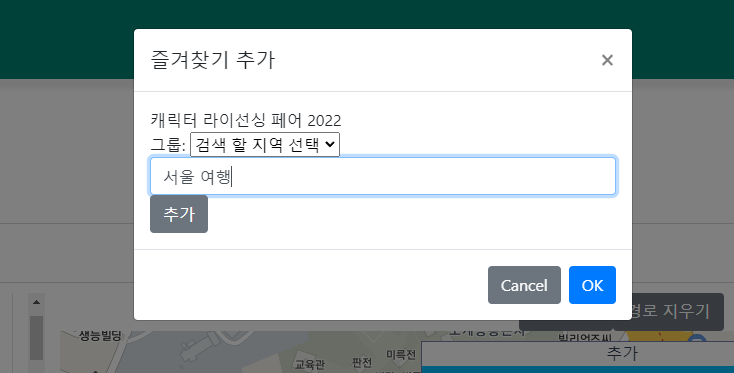 즐겨찾기 추가
×
캐릭터 라이선싱 페어 2022
그룹: 검색 할 지역 선택
서울 여행
추가
Cancel OK
경로 지우기
생능빌딩
미륵전
판전
교육관
추가